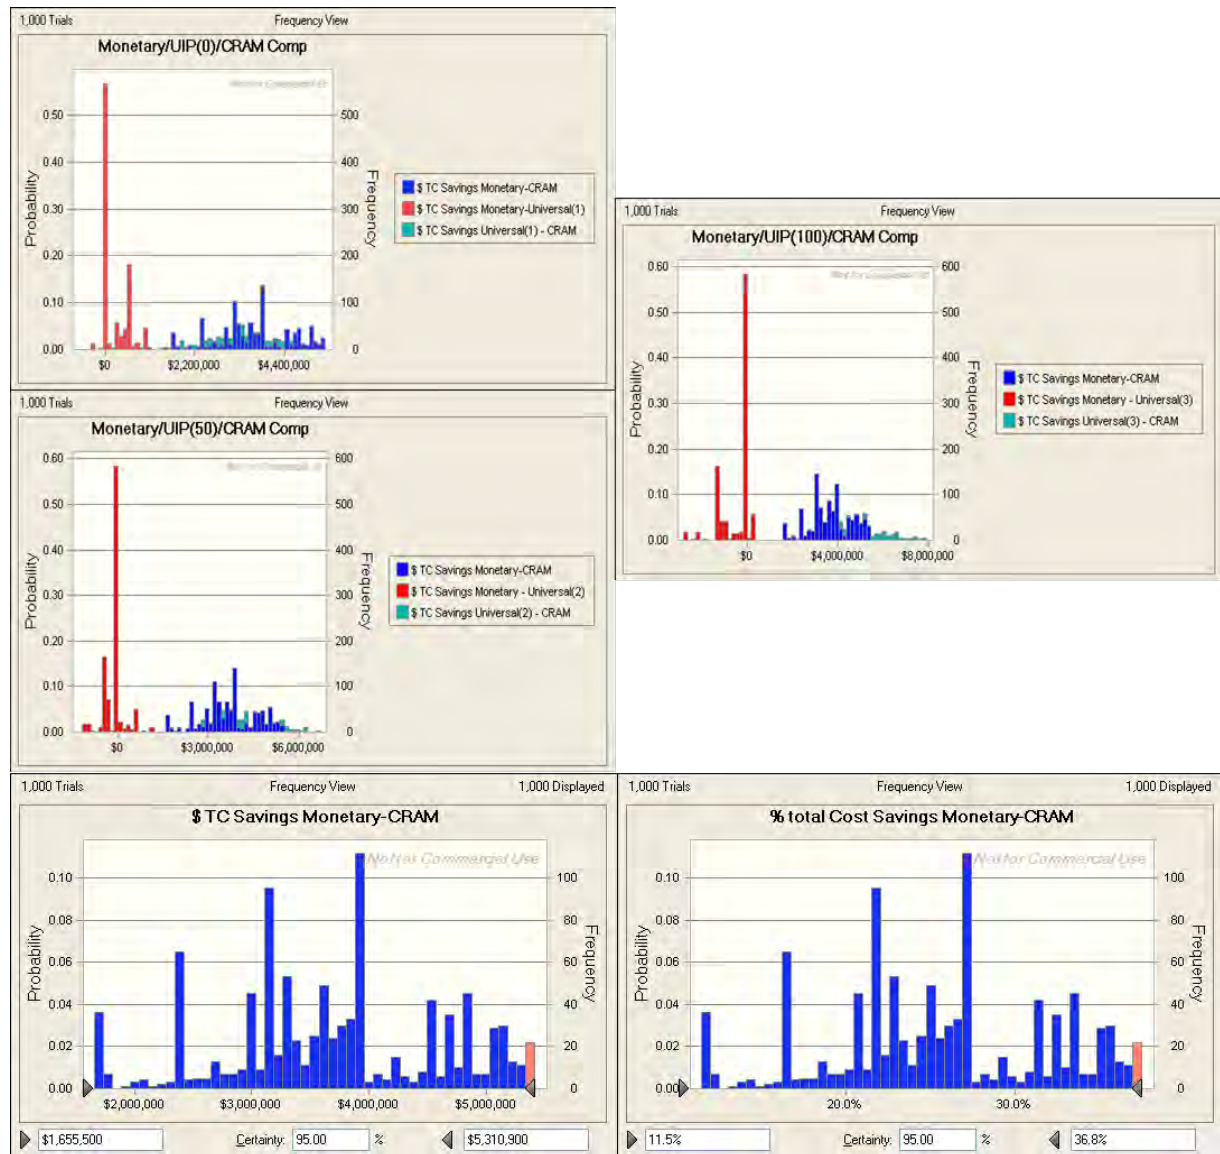 1,000 Trials Frequency View
Monetary/UIP(0)/CRAM Comp
Not for Commercial Use
0.50 500
0.40 400
0.30 300
0.20 200
0.10 100
0.00 0
Probability
Frequency
$0 $2,200,000 $4,400,000
$ TC Savings Monetary-CRAM
$ TC Savings Monetary-Universal(1)
$ TC Savings Universal(1) - CRAM
1,000 Trials Frequency View
Monetary/UIP(100)/CRAM Comp
Not for Commercial Use
0.60 600
0.50 500
0.40 400
0.30 300
0.20 200
0.10 100
0.00 0
Probability
Frequency
$0 $4,000,000 $8,000,000
$ TC Savings Monetary-CRAM
$ TC Savings Monetary - Universal(3)
$ TC Savings Universal(3) - CRAM
1,000 Trials Frequency View
Monetary/UIP(50)/CRAM Comp
0.60 600
0.50 500
0.40 400
0.30 300
0.20 200
0.10 100
0.00 0
Probability
Frequency
$0 $3,000,000 $6,000,000
$ TC Savings Monetary-CRAM
$ TC Savings Monetary - Universal(2)
$ TC Savings Universal(2) - CRAM
1,000 Trials Frequency View 1,000 Displayed
$ TC Savings Monetary-CRAM
Not for Commercial Use
0.10 100
0.08 80
0.06 60
0.04 40
0.02 20
0.00 0
Probability
Frequency
$2,000,000 $3,000,000 $4,000,000 $5,000,000
$1,655,500 Certainty: 95.00 % $5,310,900
1,000 Trials Frequency View 1,000 Displayed
% total Cost Savings Monetary-CRAM
Not for Commercial Use
0.10 100
0.08 80
0.06 60
0.04 40
0.02 20
0.00 0
Probability
Frequency
20.0% 30.0%
11.5% Certainty: 95.00 % 36.8%